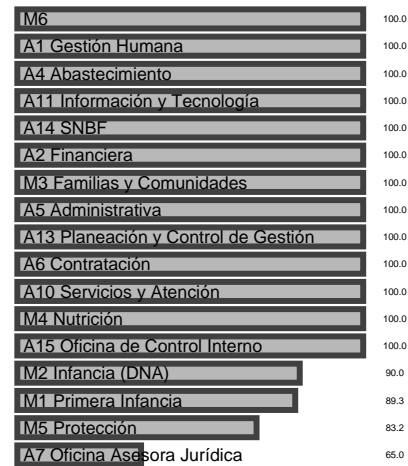 M6 100.0
A1 Gestión Humana 100.0
A4 Abastecimiento 100.0
A11 Información y Tecnología 100.0
A14 SNBF 100.0
A2 Financiera 100.0
M3 Familias y Comunidades 100.0
A5 Administrativa 100.0
A13 Planeación y Control de Gestión 100.0
A6 Contratación 100.0
A10 Servicios y Atención 100.0
M4 Nutrición 100.0
A15 Oficina de Control Interno 100.0
M2 Infancia (DNA) 90.0
M1 Primera Infancia 89.3
M5 Protección 83.2
A7 Oficina Asesora Jurídica 65.0